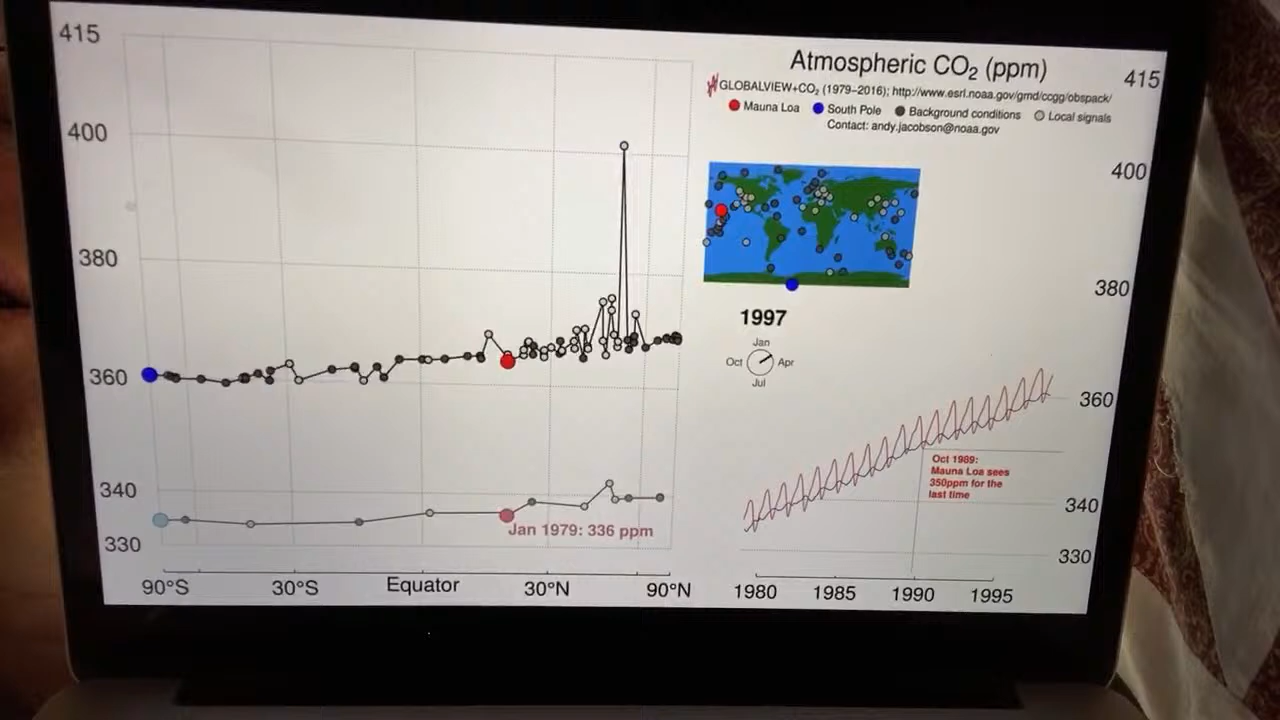 415
400
380
360
340
330
90°S
30°S
Equator
30°N
90°N
Jan 1979: 336 ppm
Atmospheric CO₂ (ppm)
GLOBALVIEW+CO₂ (1979–2016); http://www.esrl.noaa.gov/gmd/ccgg/obspack/
Mauna Loa
South Pole
Background conditions
Local signals
Contact: andy.jacobson@noaa.gov
1997
Jan
Oct
Apr
Jul
415
400
380
360
340
330
Oct 1989:
Mauna Loa sees
350ppm for the
last time
1980
1985
1990
1995